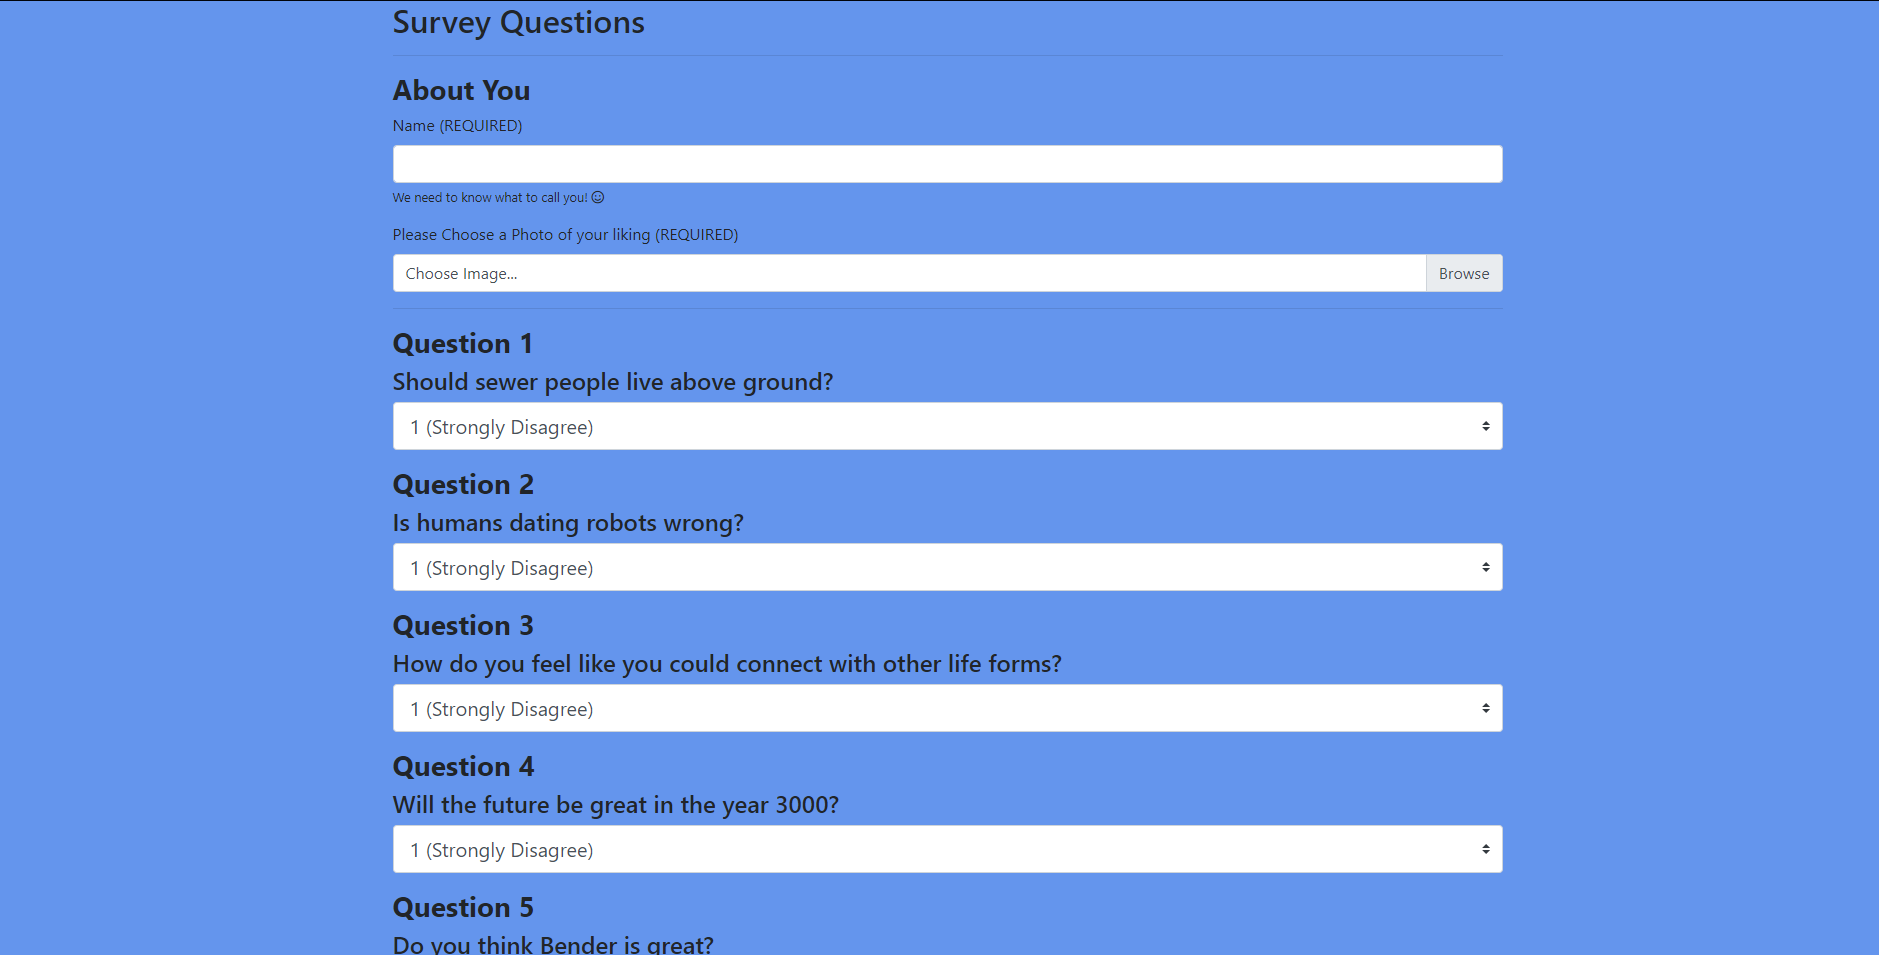 Survey Questions
About You
Name (REQUIRED)
We need to know what to call you! ☺
Please Choose a Photo of your liking (REQUIRED)
Choose Image... Browse
Question 1
Should sewer people live above ground?
1 (Strongly Disagree)
Question 2
Is humans dating robots wrong?
1 (Strongly Disagree)
Question 3
How do you feel like you could connect with other life forms?
1 (Strongly Disagree)
Question 4
Will the future be great in the year 3000?
1 (Strongly Disagree)
Question 5
Do you think Bender is great?